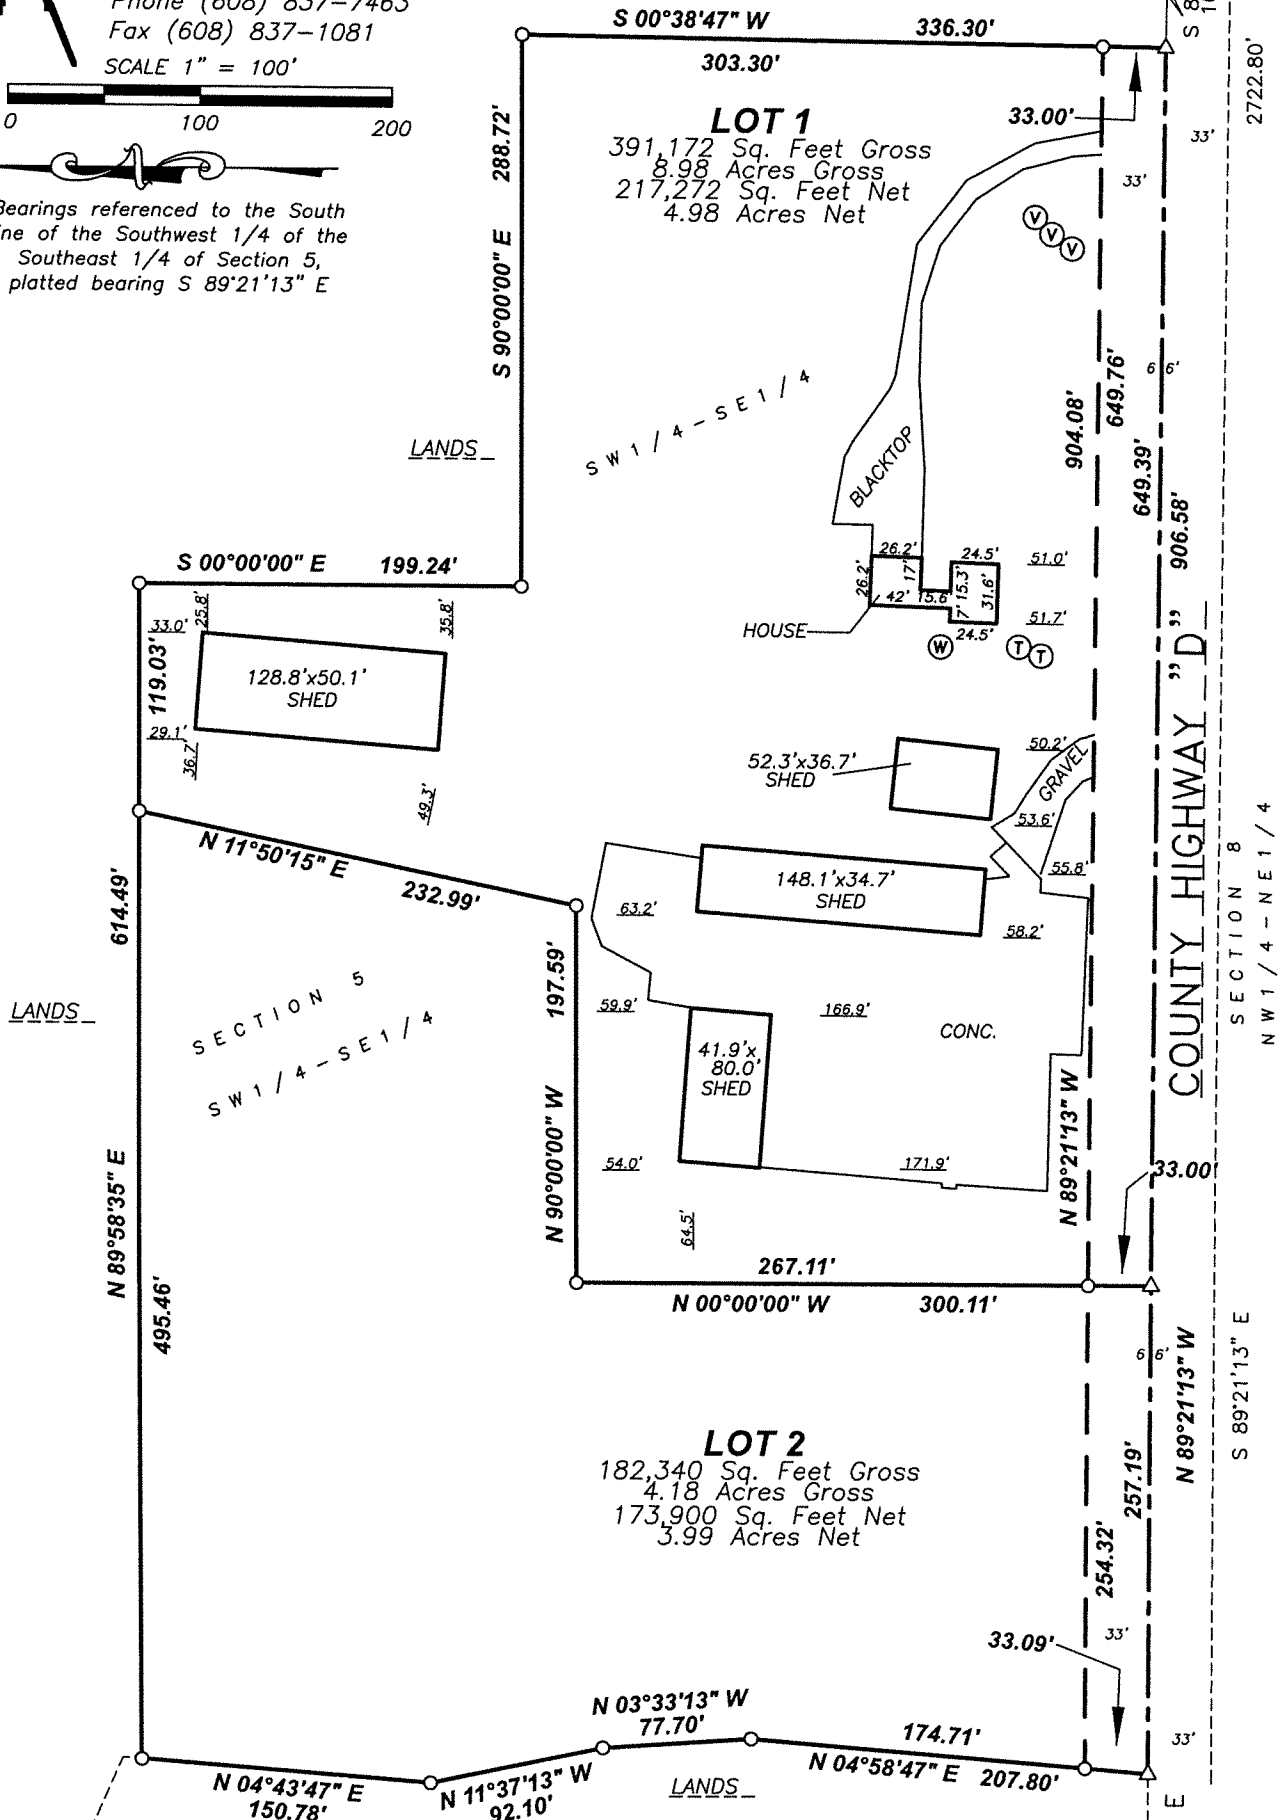 Phone (608) 837-7463
Fax (608) 837-1081
SCALE 1" = 100'
0 100 200
Bearings referenced to the South
line of the Southwest 1/4 of the
Southeast 1/4 of Section 5,
platted bearing S 89°21'13" E
S 00°38'47" W 336.30'
303.30'
LOT 1
391,172 Sq. Feet Gross
8.98 Acres Gross
217,272 Sq. Feet Net
4.98 Acres Net
33.00'
33'
33'
2722.80'
S 8
V
V
V
288.72'
S 90°00'00" E
SW1/4-SE1/4
LANDS
BLACKTOP
904.08'
649.76'
649.39'
906.58'
66'
S 00°00'00" E 199.24'
26.2'
26.2'
17'
42'
15.6'
24.5'
15.3'
31.6'
7'
24.5'
51.0'
51.7'
HOUSE
W
T
T
33.0'
25.8'
35.8'
119.03'
128.8'x50.1'
SHED
29.1'
36.7'
49.3'
52.3'x36.7'
SHED
50.2'
GRAVEL
53.6'
55.8'
N 11°50'15" E
232.99'
148.1'x34.7'
SHED
63.2'
58.2'
614.49'
197.59'
LANDS
SECTION 5
SW1/4-SE1/4
59.9'
166.9'
CONC.
41.9'x
80.0'
SHED
54.0'
171.9'
64.5'
N 90°00'00" W
N 89°21'13" W
COUNTY HIGHWAY "D"
SECTION 8
NW1/4-NE1/4
33.00'
N 89°58'35" E
495.46'
267.11'
N 00°00'00" W 300.11'
66'
N 89°21'13" W
S 89°21'13" E
LOT 2
182,340 Sq. Feet Gross
4.18 Acres Gross
173,900 Sq. Feet Net
3.99 Acres Net
257.19'
254.32'
33'
33.09'
33'
N 03°33'13" W
77.70'
174.71'
N 04°58'47" E 207.80'
N 04°43'47" E
150.78'
N 11°37'13" W
92.10'
LANDS
E